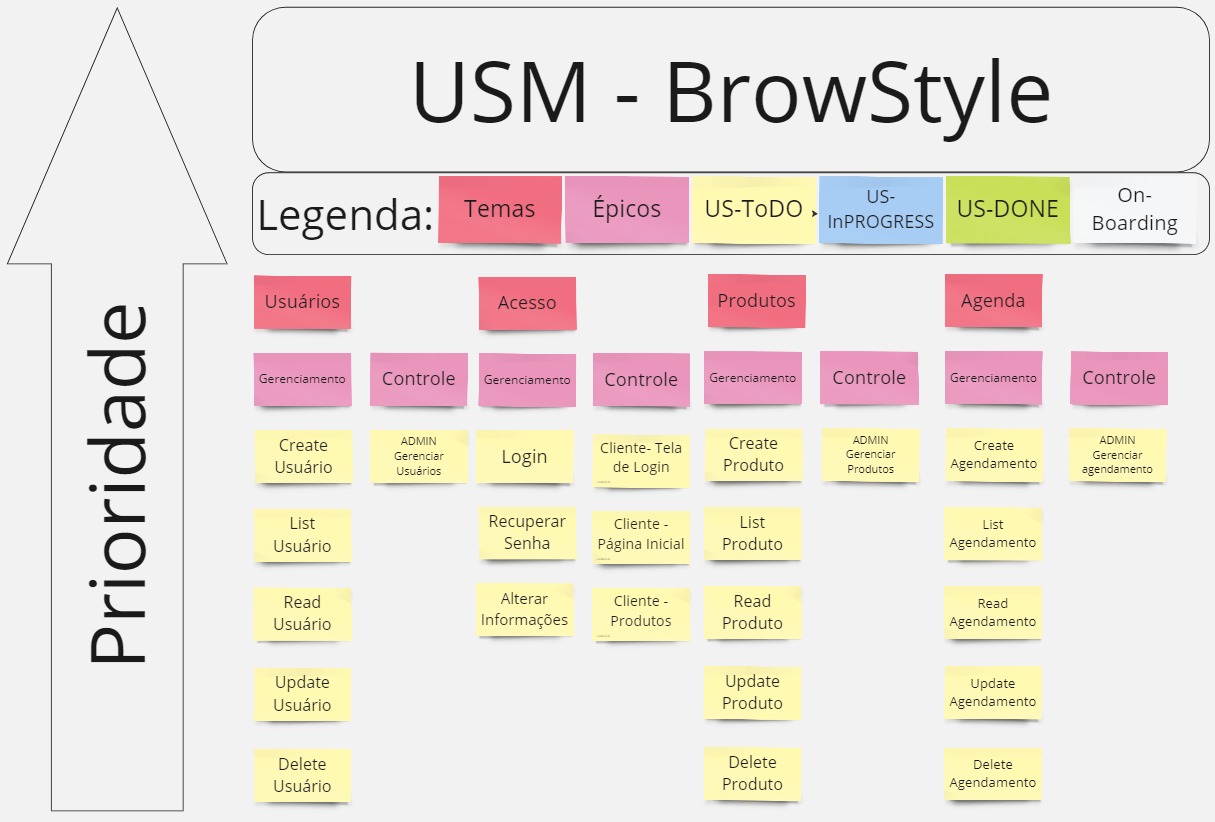 USM - BrowStyle
Legenda:
Temas
Épicos
US-ToDO
US-
InPROGRESS
US-DONE
On-
Boarding
Prioridade
Usuários
Acesso
Produtos
Agenda
Gerenciamento
Controle
Gerenciamento
Controle
Gerenciamento
Controle
Gerenciamento
Controle
Create
Usuário
ADMIN
Gerenciar
Usuários
Login
Cliente- Tela
de Login
Create
Produto
ADMIN
Gerenciar
Produtos
Create
Agendamento
ADMIN
Gerenciar
agendamento
List
Usuário
Recuperar
Senha
Cliente -
Página Inicial
List
Produto
List
Agendamento
Read
Usuário
Alterar
Informações
Cliente -
Produtos
Read
Produto
Read
Agendamento
Update
Usuário
Update
Produto
Update
Agendamento
Delete
Usuário
Delete
Produto
Delete
Agendamento